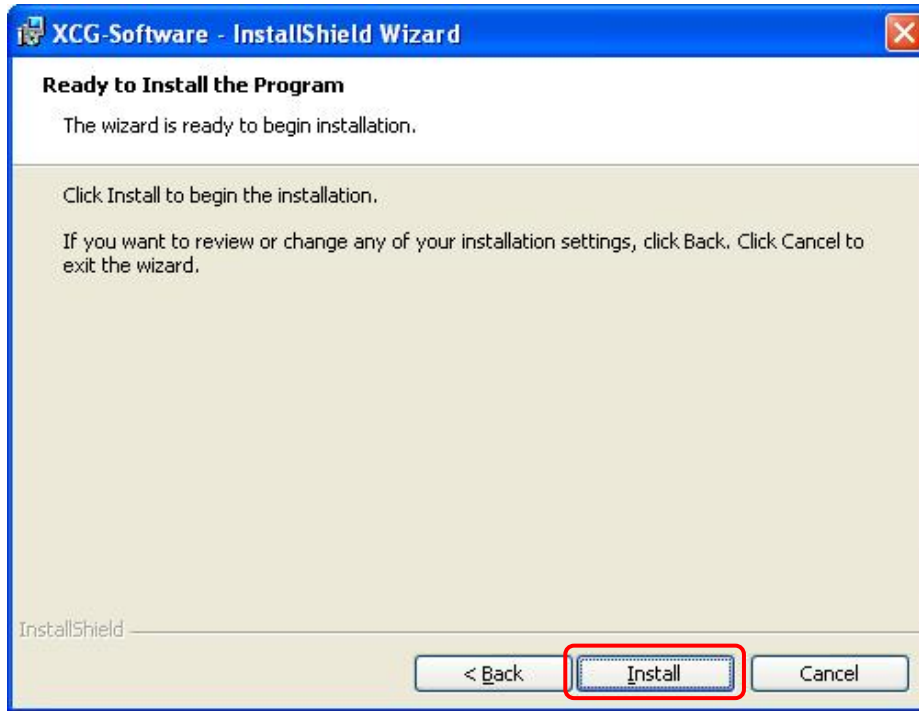 XCG-Software - InstallShield Wizard
Ready to Install the Program
The wizard is ready to begin installation.
Click Install to begin the installation.
If you want to review or change any of your installation settings, click Back. Click Cancel to
exit the wizard.
InstallShield
< Back Install Cancel